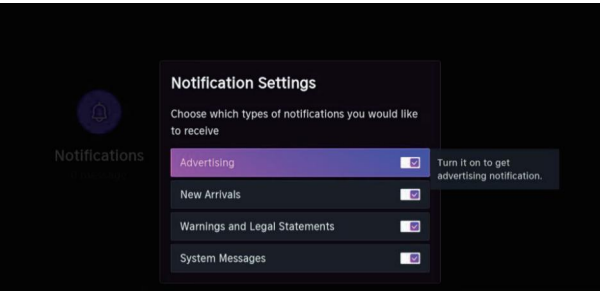 Notification Settings
Choose which types of notifications you would like
to receive
Notifications
Advertising
Turn it on to get
advertising notification.
New Arrivals
Warnings and Legal Statements
System Messages